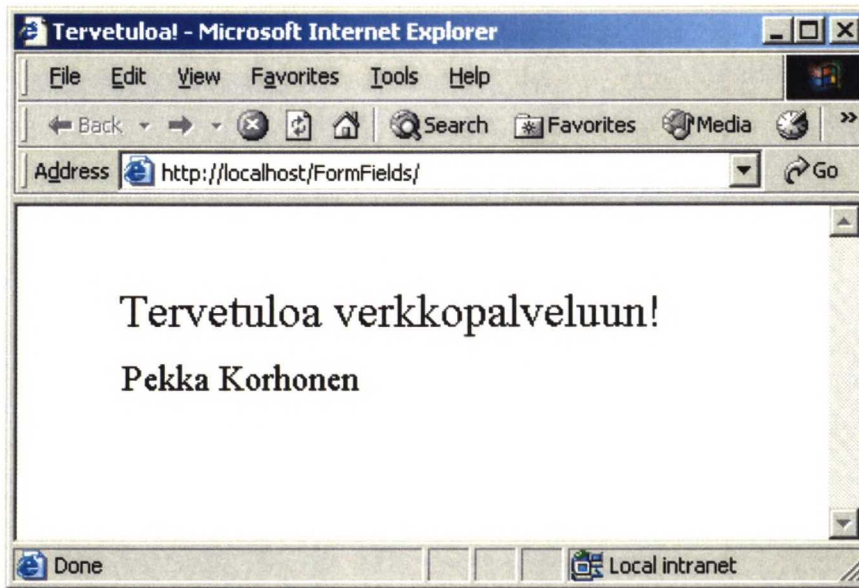 Tervetuloa! - Microsoft Internet Explorer
File Edit View Favorites Tools Help
Back Search Favorites Media »
Address http://localhost/FormFields/ Go
Tervetuloa verkkopalveluun!
Pekka Korhonen
Done Local intranet